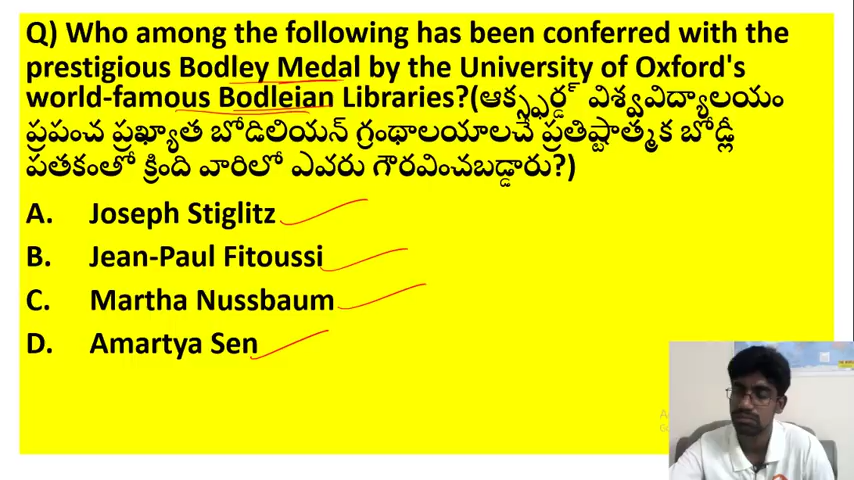 Q) Who among the following has been conferred with the
prestigious Bodley Medal by the University of Oxford's
world-famous Bodleian Libraries?(ఆక్స్ఫర్డ్ విశ్వవిద్యాలయం
ప్రపంచ ప్రఖ్యాత బోడిలియన్ గ్రంథాలయాలచే ప్రతిష్టాత్మక బోడ్లీ
పతకంతో క్రింది వారిలో ఎవరు గౌరవించబడ్డారు?)
A. Joseph Stiglitz
B. Jean-Paul Fitoussi
C. Martha Nussbaum
D. Amartya Sen